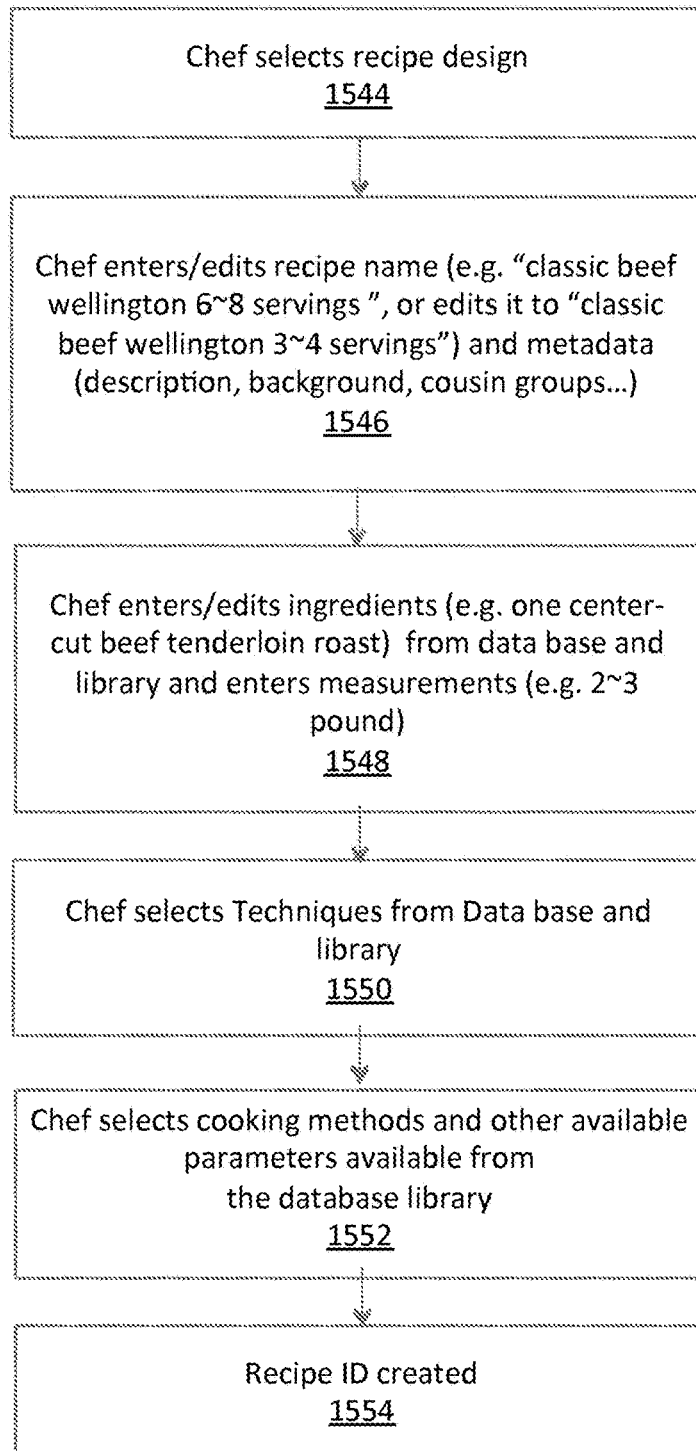 Chef selects recipe design
1544
Chef enters/edits recipe name (e.g. “classic beef
wellington 6~8 servings ”, or edits it to “classic
beef wellington 3~4 servings”) and metadata
(description, background, cousin groups...)
1546
Chef enters/edits ingredients (e.g. one center-
cut beef tenderloin roast)  from data base and
library and enters measurements (e.g. 2~3
pound)
1548
Chef selects Techniques from Data base and
library
1550
Chef selects cooking methods and other available
parameters available from
the database library
1552
Recipe ID created
1554